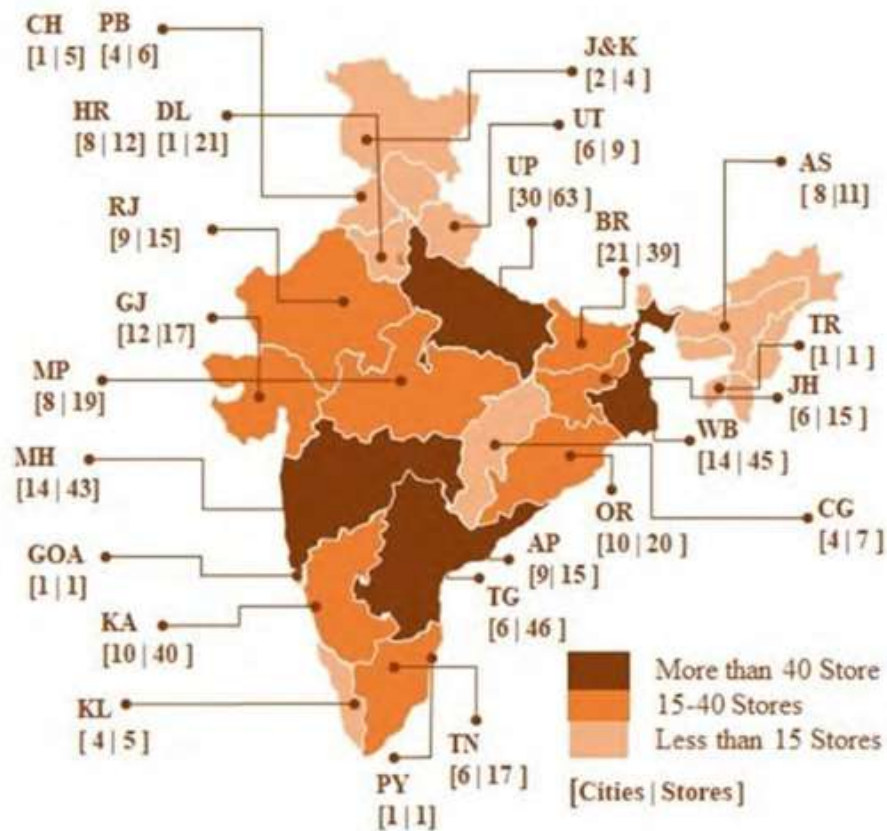 CH PB
[1 | 5] [4 | 6]
J&K
[2 | 4 ]
HR DL
[8 | 12] [1 | 21]
UT
[6 | 9 ]
UP
[30 |63 ]
AS
[ 8 |11]
RJ
[9 | 15]
BR
[21 | 39]
GJ
[12 |17]
TR
[1 | 1 ]
MP
[8 | 19]
JH
[6 | 15]
WB
[14 | 45 ]
MH
[14 | 43]
OR
[10 | 20 ]
CG
[4 | 7]
GOA
[1 | 1]
AP
[9| 15 ]
TG
[6 | 46]
KA
[10 | 40 ]
More than 40 Store
15-40 Stores
Less than 15 Stores
KL
[ 4 | 5 ]
TN
[6 | 17 ]
PY
[1 | 1]
[Cities | Stores ]